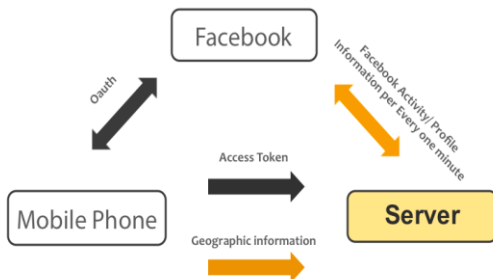 Facebook
Oauth
Facebook Activity/ Profile
Information per Every one minute
Access Token
Mobile Phone
Server
Geographic information